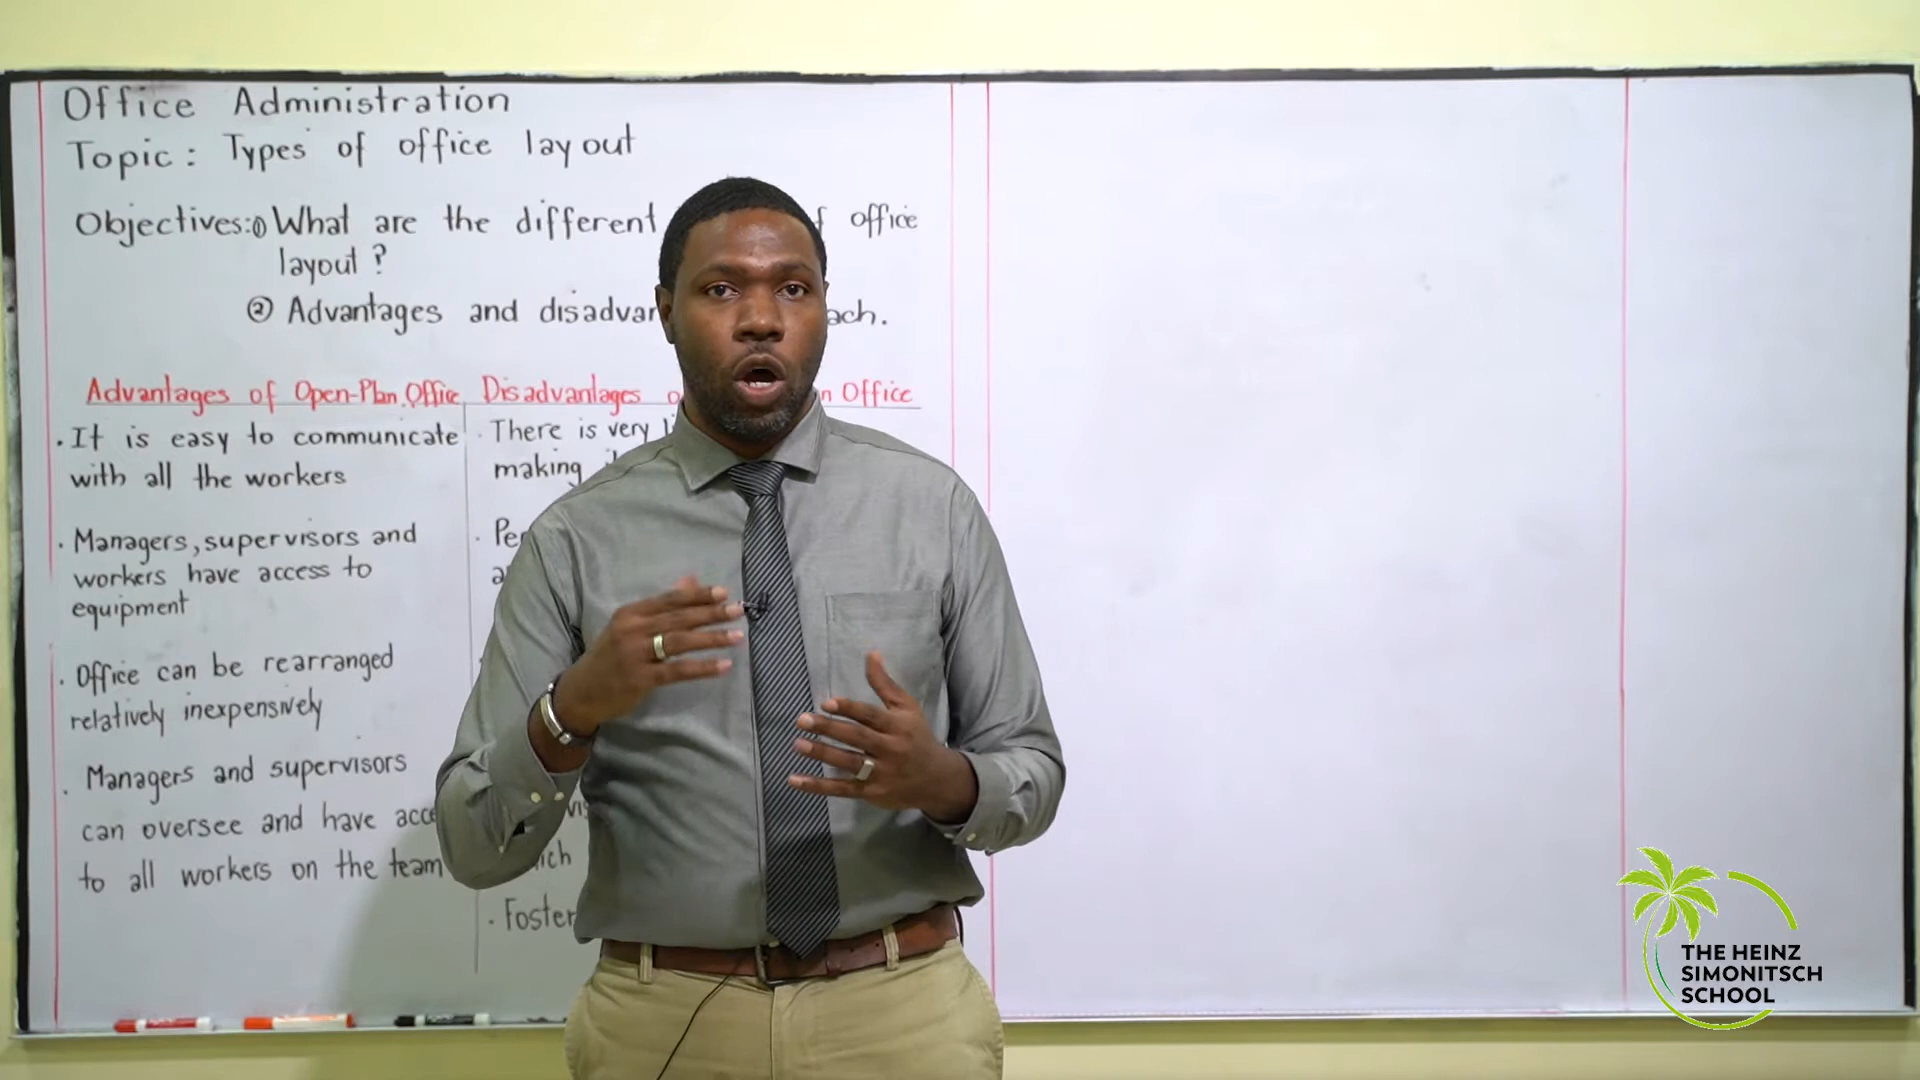 Office Administration
Topic: Types of office layout
Objectives: ① What are the different office
layout?
② Advantages and
Advantages of Open-Plan Office
· It is easy to communicate
with all the workers
· Managers, supervisors and
workers have access to
equipment
· Office can be rearranged
relatively inexpensively
· Managers and supervisors
can oversee and have
to all workers on the team
Disadvantages Office
· There is very
making
THE HEINZ
SIMONITSCH
SCHOOL